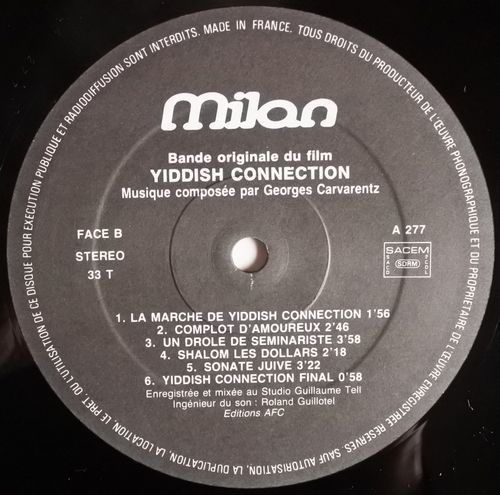 MADE IN FRANCE. TOUS DROITS DU PRODUCTEUR DE L'ŒUVRE PHONOGRAPHIQUE ET DU PROPRIETAIRE DE L'ŒUVRE ENREGISTREE RESERVES. SAUF AUTORISATION, LA DUPLICATION, LA LOCATION, LE PRET, OU L'UTILISATION DE CE DISQUE POUR EXECUTION PUBLIQUE ET RADIODIFFUSION SONT INTERDITS.
Milan
Bande originale du film
YIDDISH CONNECTION
Musique composée par Georges Carvarentz
FACE B
STEREO
33 T
A 277
SACEM
SACD
SDRM
SCDL
1. LA MARCHE DE YIDDISH CONNECTION 1'56
2. COMPLOT D'AMOUREUX 2'46
3. UN DROLE DE SEMINARISTE 3'58
4. SHALOM LES DOLLARS 2'18
5. SONATE JUIVE 3'22
6. YIDDISH CONNECTION FINAL 0'58
Enregistrée et mixée au Studio Guillaume Tell
Ingénieur du son : Roland Guillotel
Editions AFC